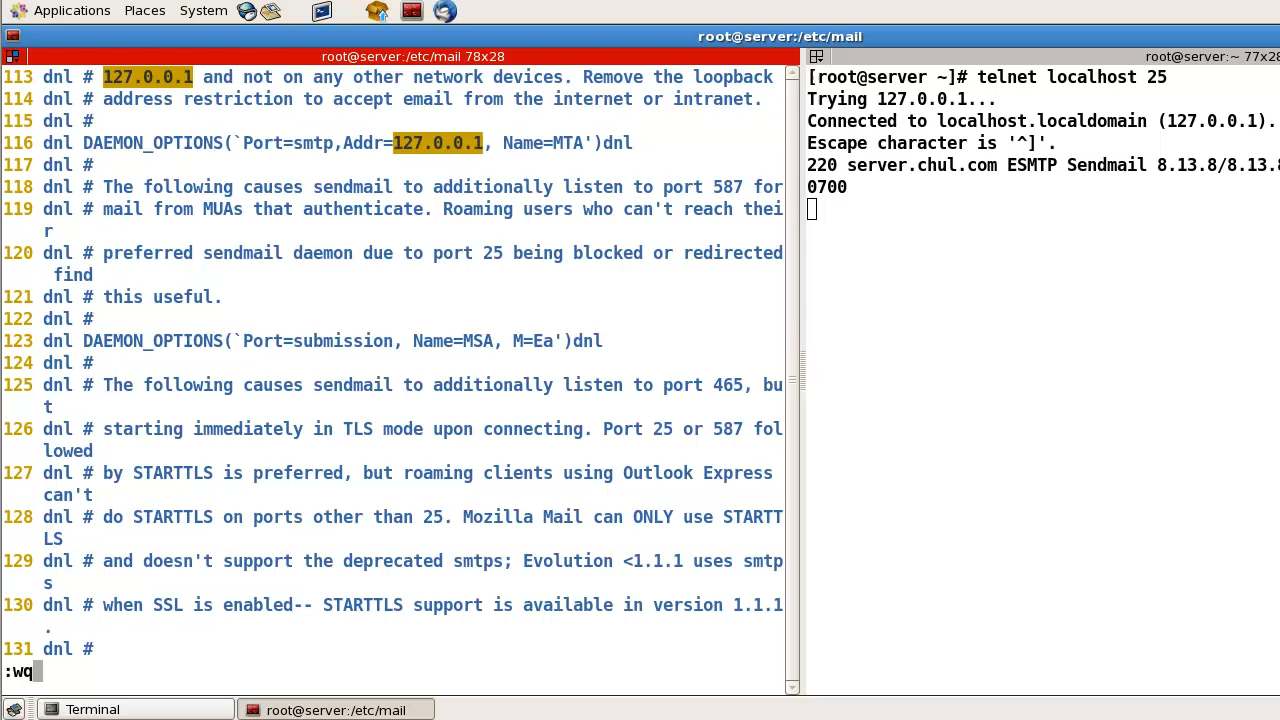 Applications Places System
root@server:/etc/mail
root@server:/etc/mail 78x28
113 dnl # 127.0.0.1 and not on any other network devices. Remove the loopback
114 dnl # address restriction to accept email from the internet or intranet.
115 dnl #
116 dnl DAEMON_OPTIONS(`Port=smtp,Addr=127.0.0.1, Name=MTA')dnl
117 dnl #
118 dnl # The following causes sendmail to additionally listen to port 587 for
119 dnl # mail from MUAs that authenticate. Roaming users who can't reach thei
r
120 dnl # preferred sendmail daemon due to port 25 being blocked or redirected
find
121 dnl # this useful.
122 dnl #
123 dnl DAEMON_OPTIONS(`Port=submission, Name=MSA, M=Ea')dnl
124 dnl #
125 dnl # The following causes sendmail to additionally listen to port 465, bu
t
126 dnl # starting immediately in TLS mode upon connecting. Port 25 or 587 fol
lowed
127 dnl # by STARTTLS is preferred, but roaming clients using Outlook Express
can't
128 dnl # do STARTTLS on ports other than 25. Mozilla Mail can ONLY use STARTT
LS
129 dnl # and doesn't support the deprecated smtps; Evolution <1.1.1 uses smtp
s
130 dnl # when SSL is enabled-- STARTTLS support is available in version 1.1.1
.
131 dnl #
:wq
root@server:~ 77x28
[root@server ~]# telnet localhost 25
Trying 127.0.0.1...
Connected to localhost.localdomain (127.0.0.1).
Escape character is '^]'.
220 server.chul.com ESMTP Sendmail 8.13.8/8.13.8
0700
Terminal
root@server:/etc/mail